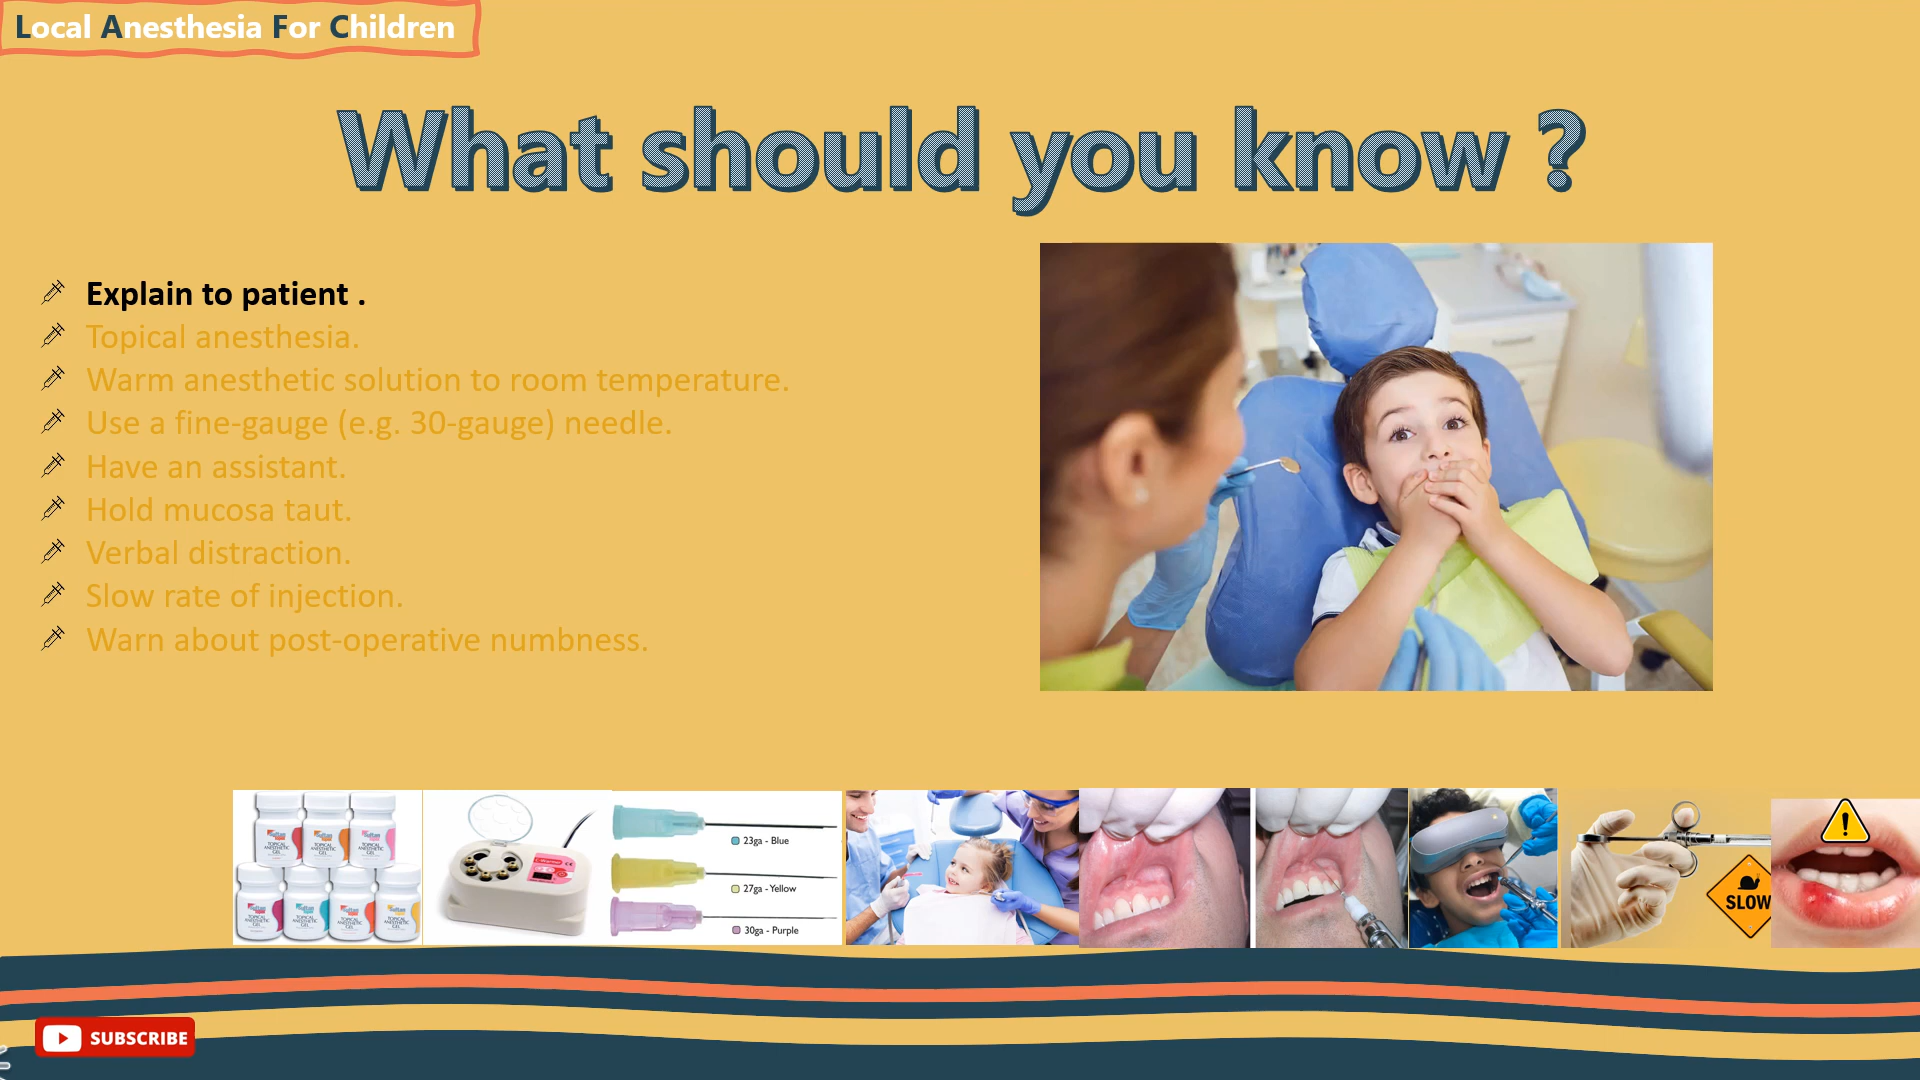 Local Anesthesia For Children
What should you know ?
Explain to patient .
Topical anesthesia.
Warm anesthetic solution to room temperature.
Use a fine-gauge (e.g. 30-gauge) needle.
Have an assistant.
Hold mucosa taut.
Verbal distraction.
Slow rate of injection.
Warn about post-operative numbness.
23ga - Blue
27ga - Yellow
30ga - Purple
SLOW
SUBSCRIBE